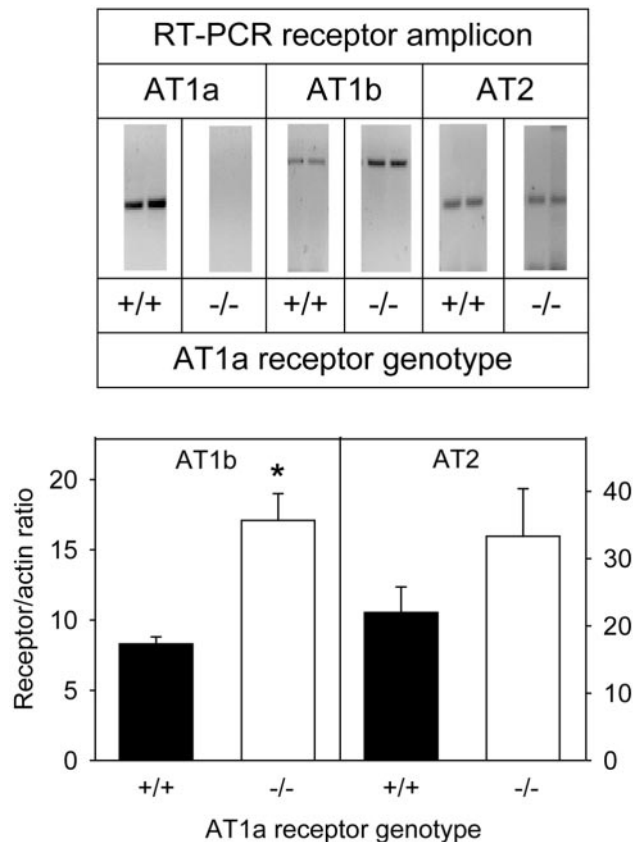 RT-PCR receptor amplicon
AT1a AT1b AT2
+/+ -/- +/+ -/- +/+ -/-
AT1a receptor genotype
AT1b AT2
*
20
15
10
5
0
Receptor/actin ratio
40
30
20
10
0
+/+ -/- +/+ -/-
AT1a receptor genotype